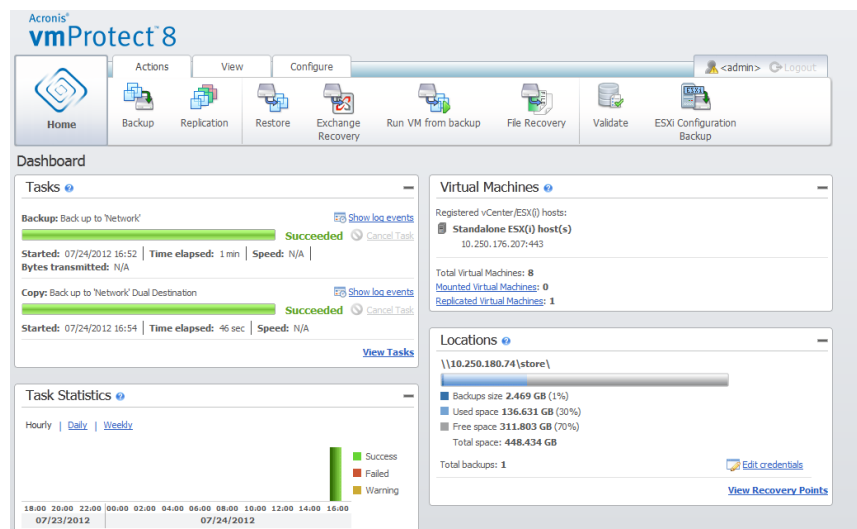 Acronis®
vmProtect™8
Actions View Configure
<admin> Logout
Home
Backup
Replication
Restore
Exchange Recovery
Run VM from backup
File Recovery
Validate
ESXi
ESXi Configuration Backup
Dashboard
Tasks
Backup: Back up to 'Network' Show log events
Succeeded Cancel Task
Started: 07/24/2012 16:52 | Time elapsed: 1 min | Speed: N/A |
Bytes transmitted: N/A
Copy: Back up to 'Network' Dual Destination Show log events
Succeeded Cancel Task
Started: 07/24/2012 16:54 | Time elapsed: 46 sec | Speed: N/A
View Tasks
Task Statistics
Hourly | Daily | Weekly
Success
Failed
Warning
18:00 20:00 22:00 00:00 02:00 04:00 06:00 08:00 10:00 12:00 14:00 16:00
07/23/2012 07/24/2012
Virtual Machines
Registered vCenter/ESX(i) hosts:
Standalone ESX(i) host(s)
10.250.176.207:443
Total Virtual Machines: 8
Mounted Virtual Machines: 0
Replicated Virtual Machines: 1
Locations
\\10.250.180.74\store\
Backups size 2.469 GB (1%)
Used space 136.631 GB (30%)
Free space 311.803 GB (70%)
Total space: 448.434 GB
Total backups: 1 Edit credentials
View Recovery Points